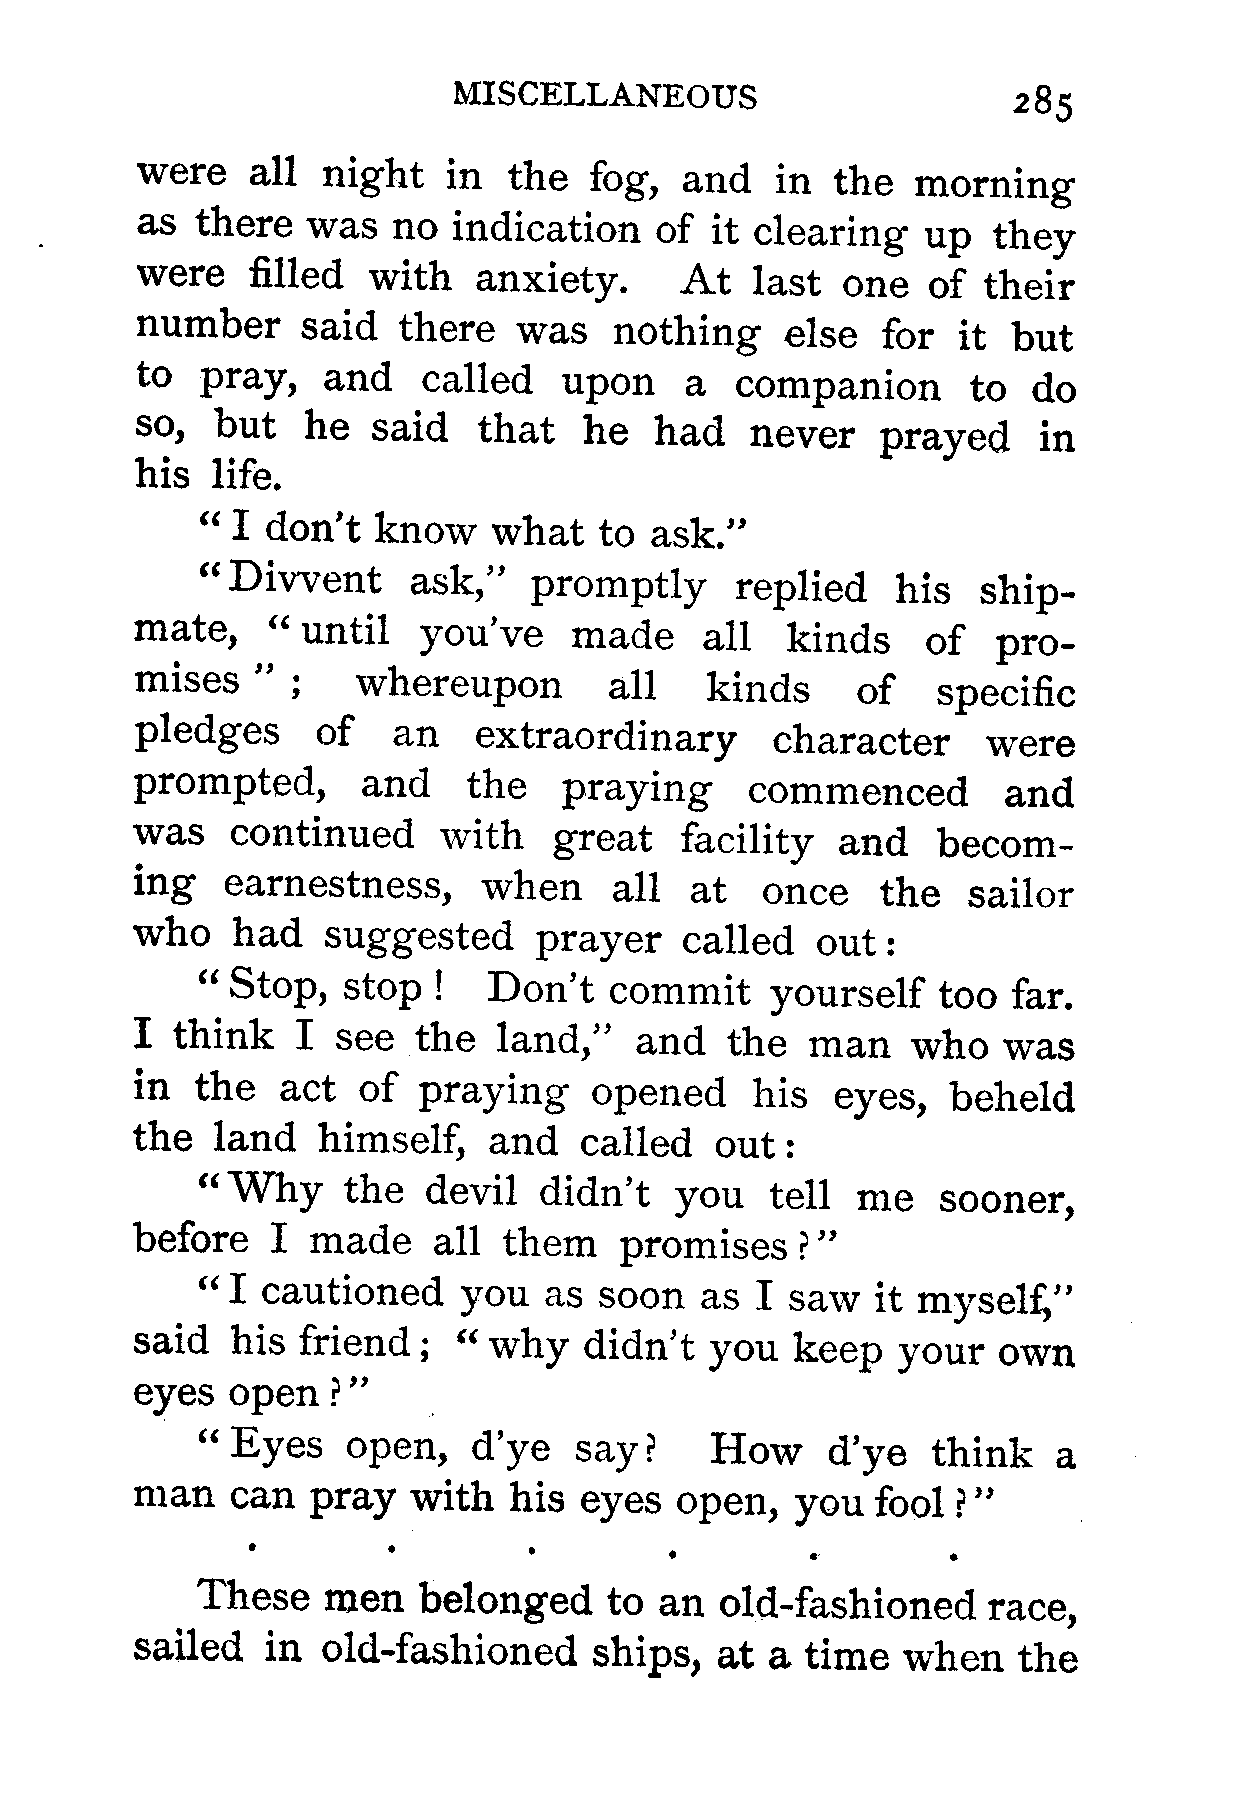 MISCELLANEOUS 285
were all night in the fog, and in the morning
as there was no indication of it clearing up they
were filled with anxiety. At last one of their
number said there was nothing else for it but
to pray, and called upon a companion to do
so, but he said that he had never prayed in
his life.
“ I don't know what to ask.”
“ Divvent ask,” promptly replied his ship-
mate, “ until you've made all kinds of pro-
mises ” ; whereupon all kinds of specific
pledges of an extraordinary character were
prompted, and the praying commenced and
was continued with great facility and becom-
ing earnestness, when all at once the sailor
who had suggested prayer called out :
“ Stop, stop ! Don't commit yourself too far.
I think I see the land,” and the man who was
in the act of praying opened his eyes, beheld
the land himself, and called out :
“ Why the devil didn't you tell me sooner,
before I made all them promises ? ”
“ I cautioned you as soon as I saw it myself,”
said his friend ; “ why didn't you keep your own
eyes open ? ”
“ Eyes open, d'ye say? How d'ye think a
man can pray with his eyes open, you fool ? ”
. . . . . .
These men belonged to an old-fashioned race,
sailed in old-fashioned ships, at a time when the